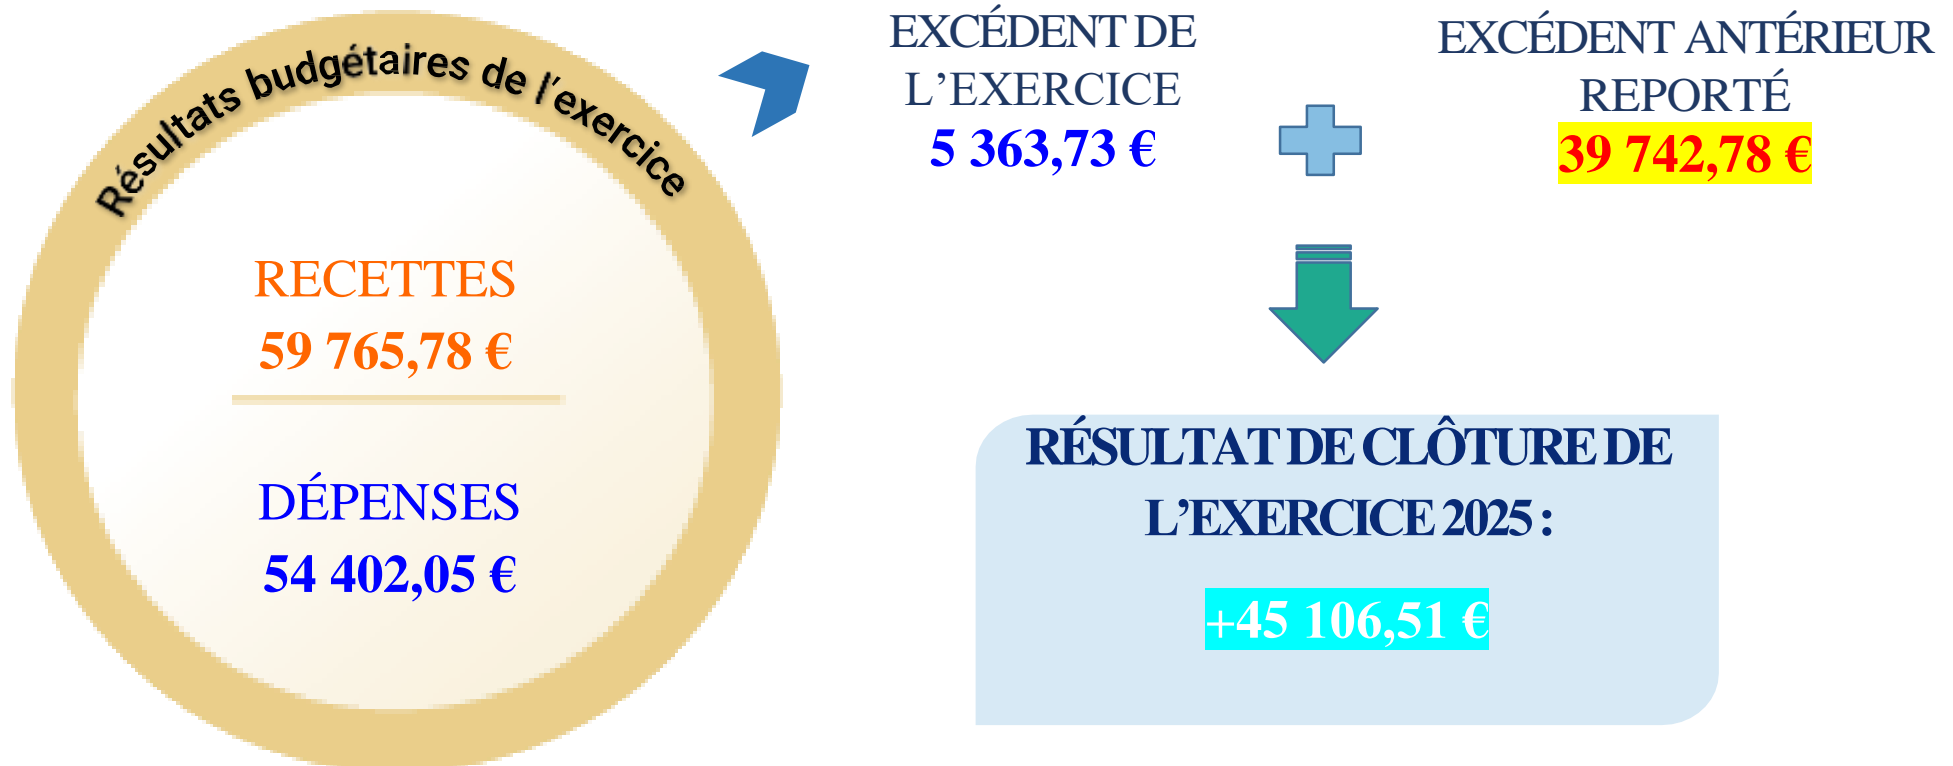 Résultats budgétaires de l'exercice
RECETTES
59 765,78 €
DÉPENSES
54 402,05 €
EXCÉDENT DE
L’EXERCICE
5 363,73 €
EXCÉDENT ANTÉRIEUR
REPORTÉ
39 742,78 €
RÉSULTAT DE CLÔTURE DE
L’EXERCICE 2025 :
+45 106,51 €